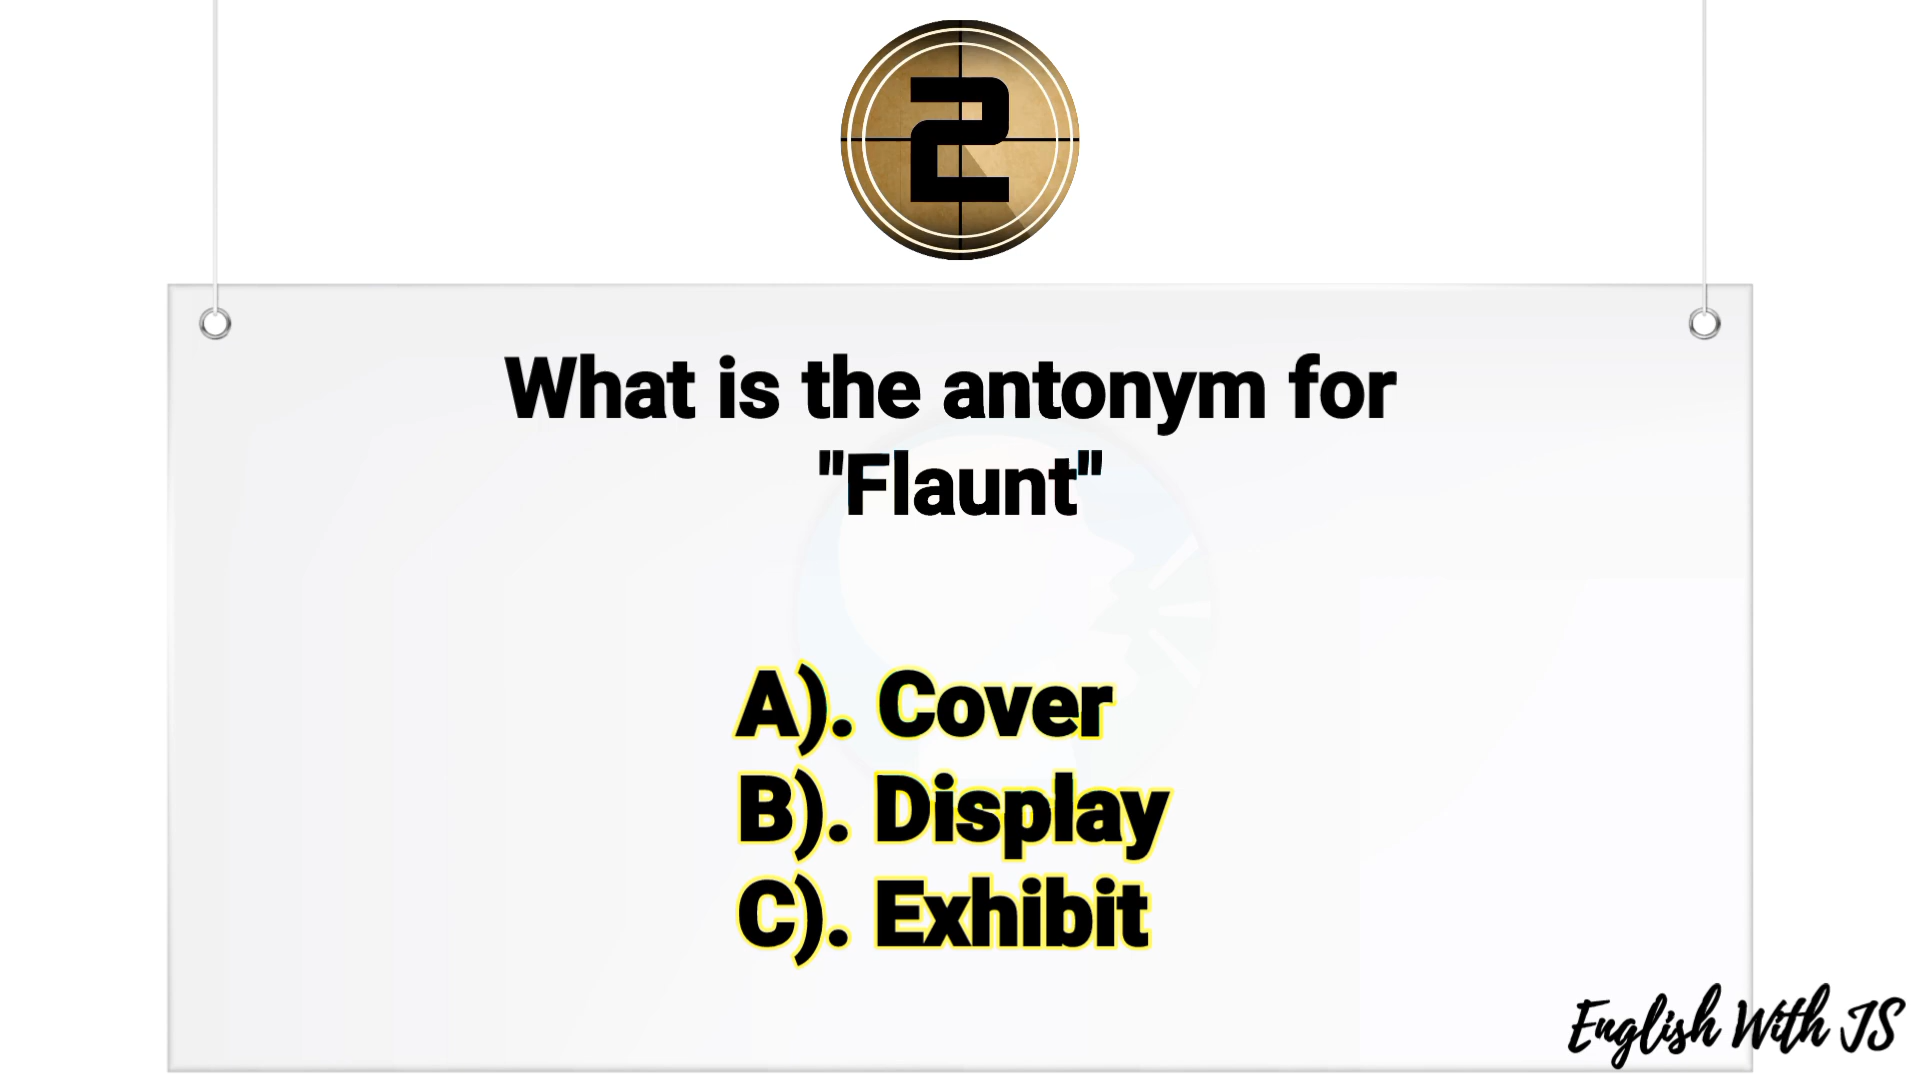 2
What is the antonym for
"Flaunt"
A). Cover
B). Display
C). Exhibit
English With JS